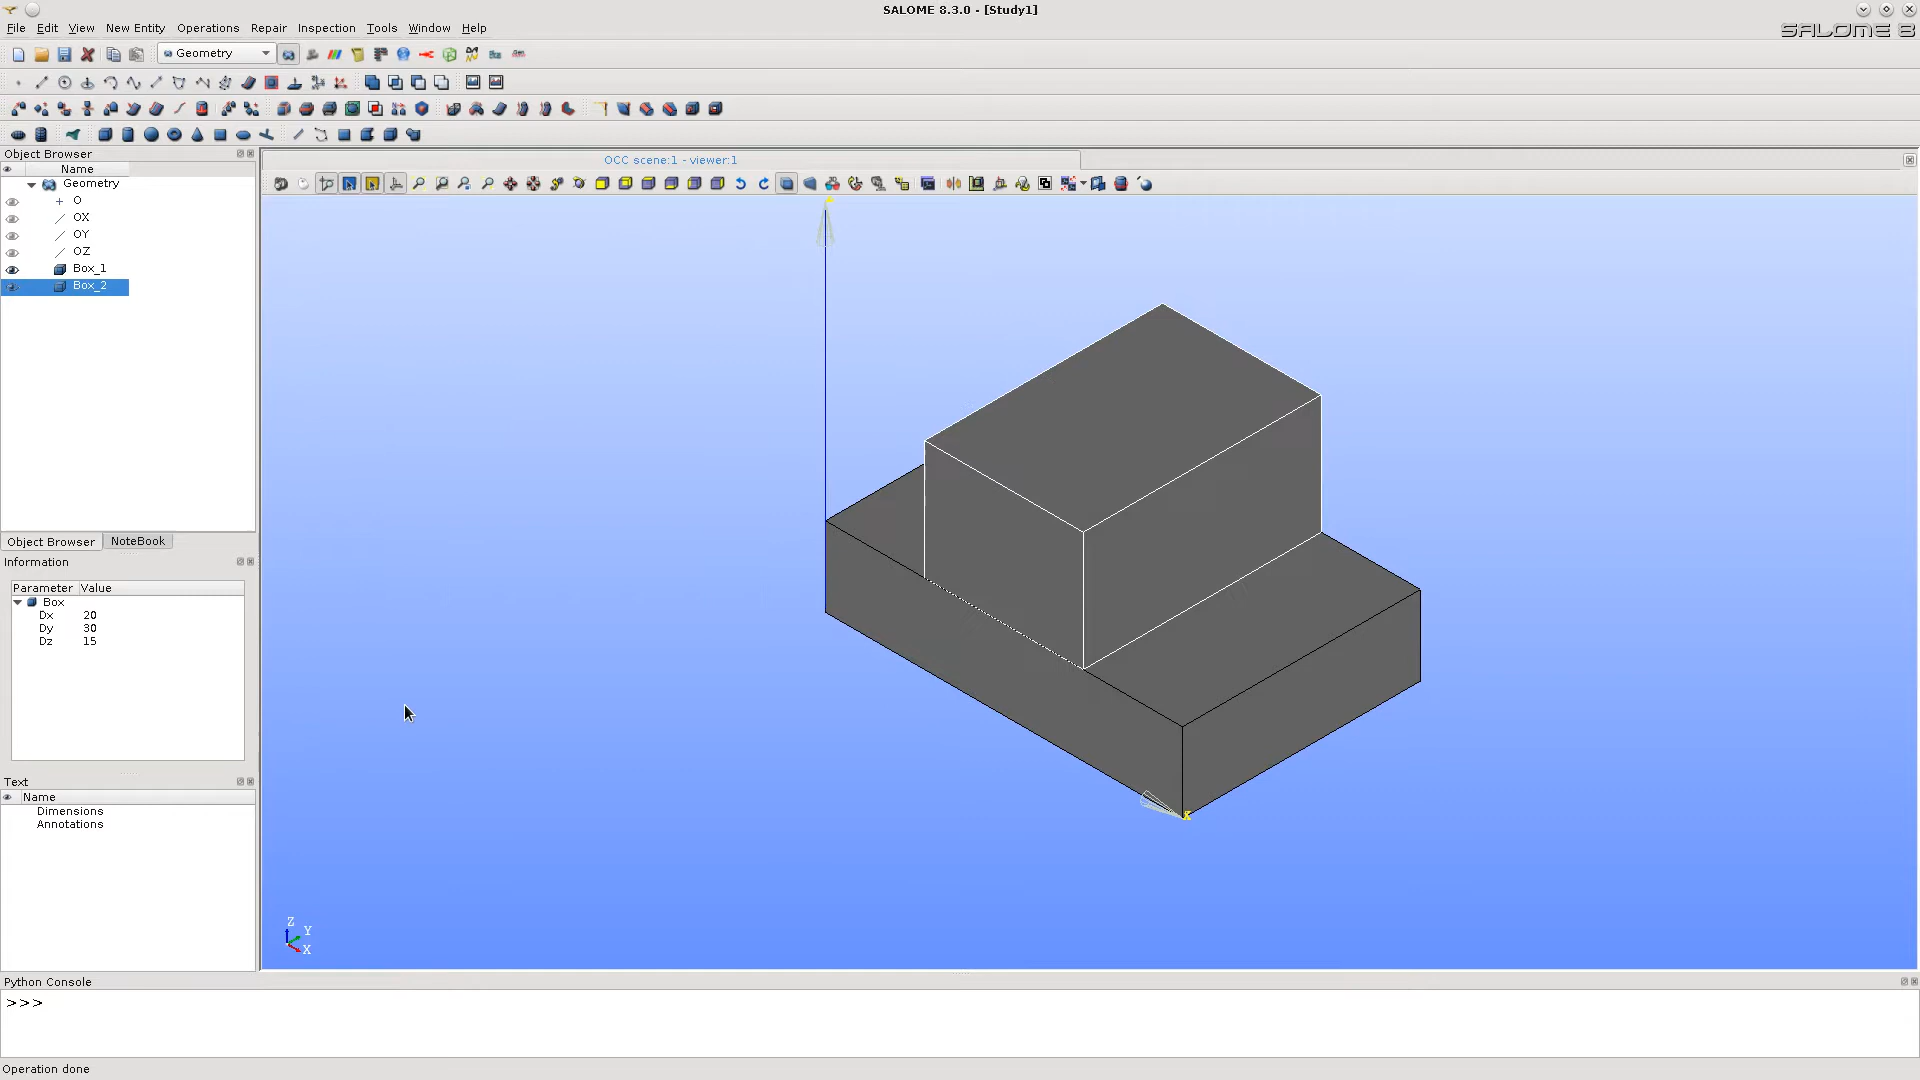 SALOME 8.3.0 - [Study1]
File Edit View New Entity Operations Repair Inspection Tools Window Help
SALOME 8
Geometry
Object Browser
OCC scene:1 - viewer:1
Name
Geometry
O
OX
OY
OZ
Box_1
Box_2
Object Browser NoteBook
Information
Parameter Value
Box
Dx 20
Dy 30
Dz 15
Text
Name
Dimensions
Annotations
X
Z
Y
X
Python Console
>>>
Operation done